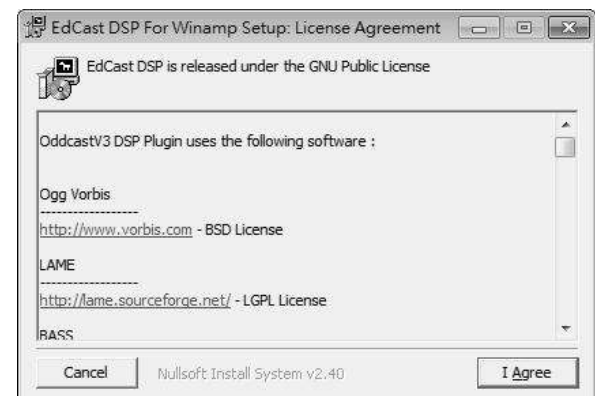 EdCast DSP For Winamp Setup: License Agreement
EdCast DSP is released under the GNU Public License
OddcastV3 DSP Plugin uses the following software :
Ogg Vorbis
------------------
http://www.vorbis.com - BSD License
LAME
------------------
http://lame.sourceforge.net/ - LGPL License
BASS
Cancel Nullsoft Install System v2.40 I Agree